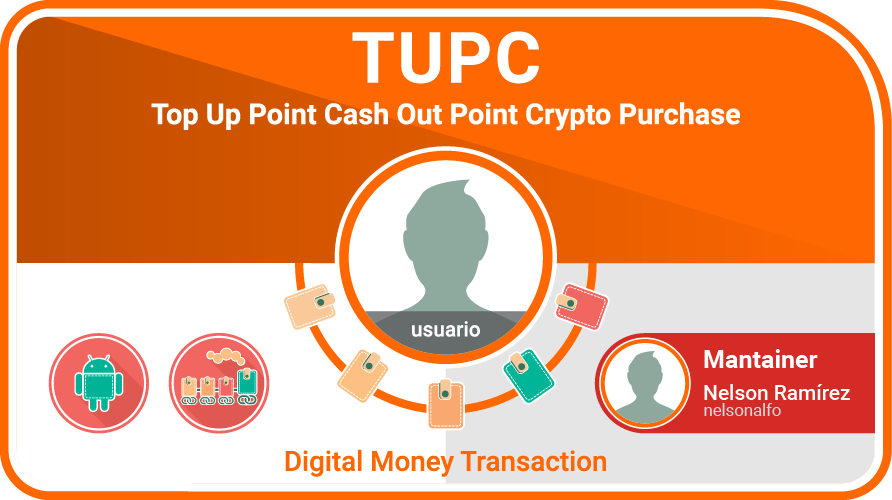 TUPC
Top Up Point Cash Out Point Crypto Purchase
usuario
Mantainer
Nelson Ramírez
nelsonalfo
Digital Money Transaction